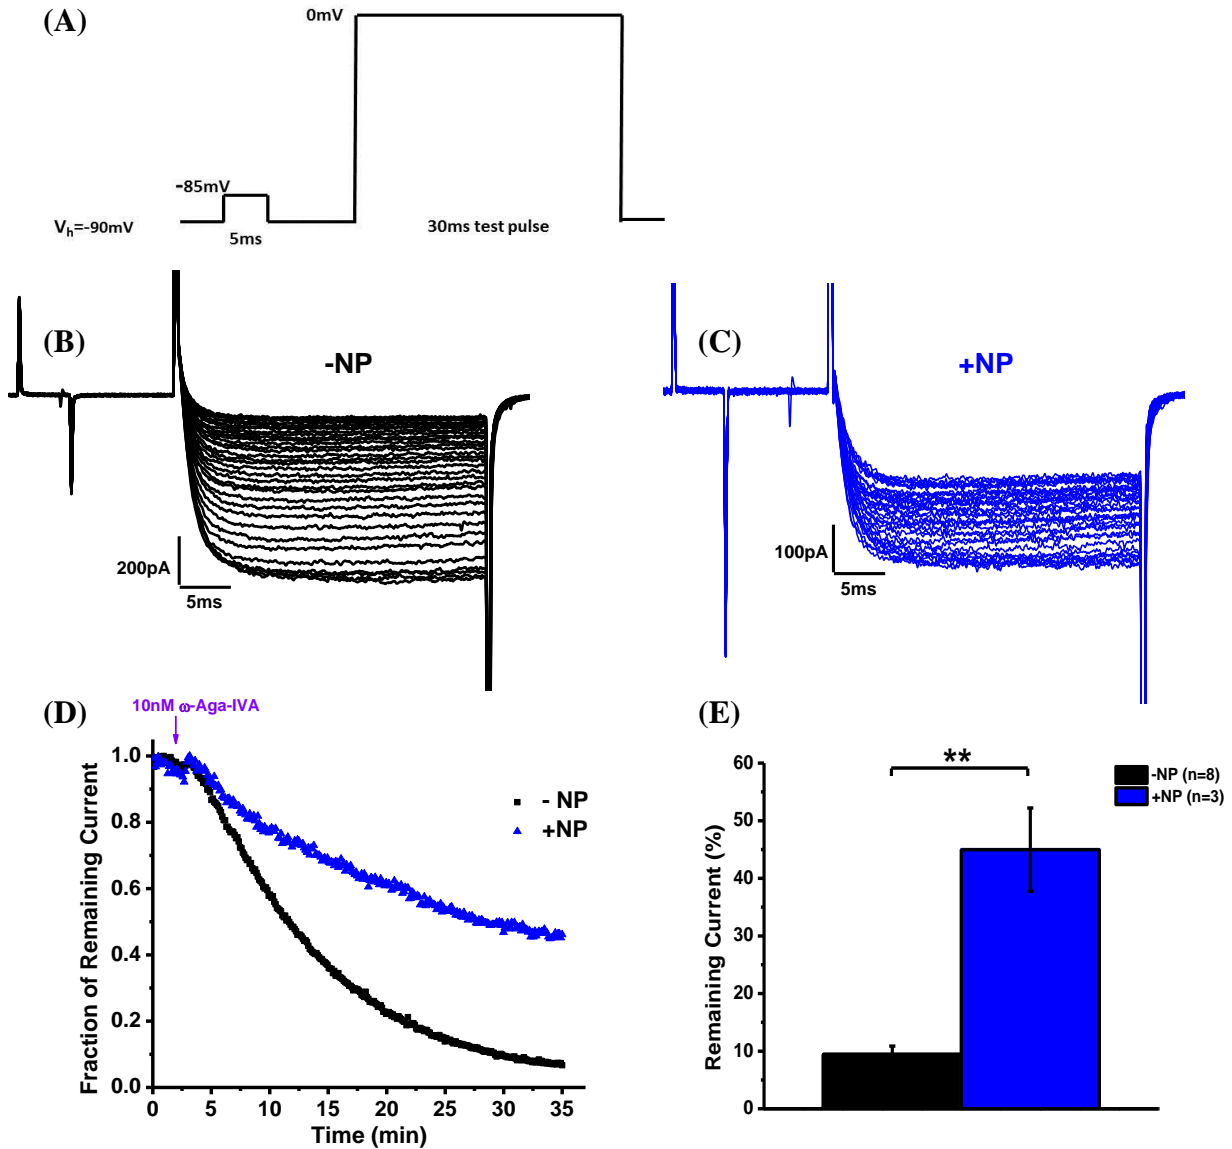 (A)
0mV
-85mV
Vh=-90mV
5ms
30ms test pulse
(B)
-NP
200pA
5ms
(C)
+NP
100pA
5ms
(D)
10nM ω-Aga-IVA
1.0
0.8
0.6
0.4
0.2
0.0
Fraction of Remaining Current
- NP
+NP
0 5 10 15 20 25 30 35
Time (min)
(E)
60
50
40
30
20
10
0
Remaining Current (%)
**
-NP (n=8)
+NP (n=3)